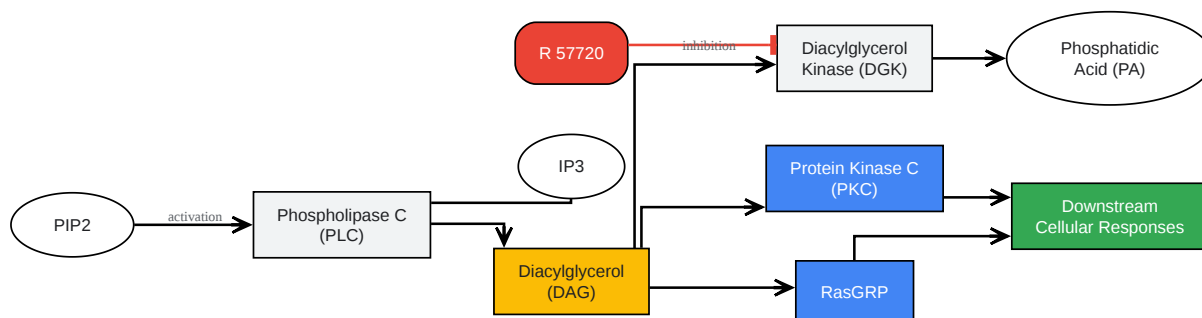 R 57720
inhibition
Diacylglycerol
Kinase (DGK)
Phosphatidic
Acid (PA)
IP3
Protein Kinase C
(PKC)
PIP2
activation
Phospholipase C
(PLC)
Downstream
Cellular Responses
Diacylglycerol
(DAG)
RasGRP